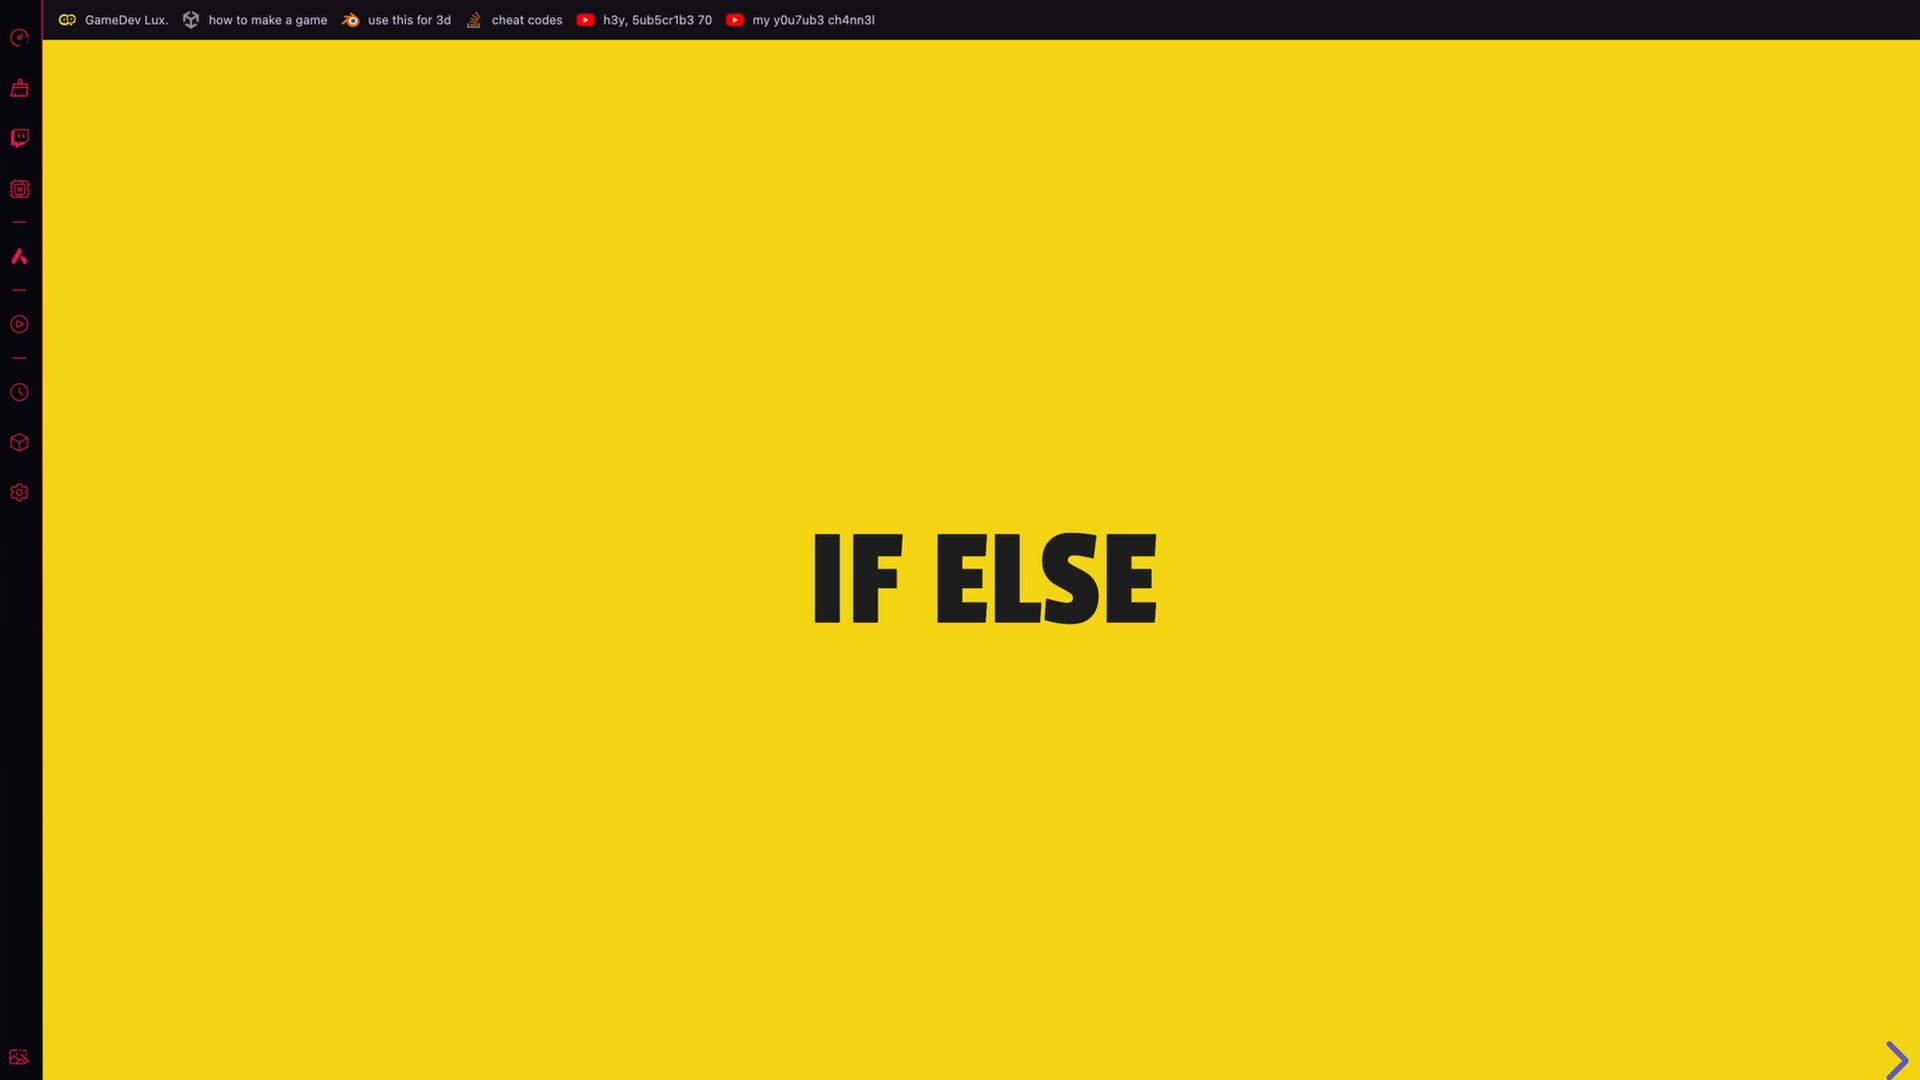 GameDev Lux. how to make a game use this for 3d cheat codes h3y, 5ub5cr1b3 70 my y0u7ub3 ch4nn3l
IF ELSE